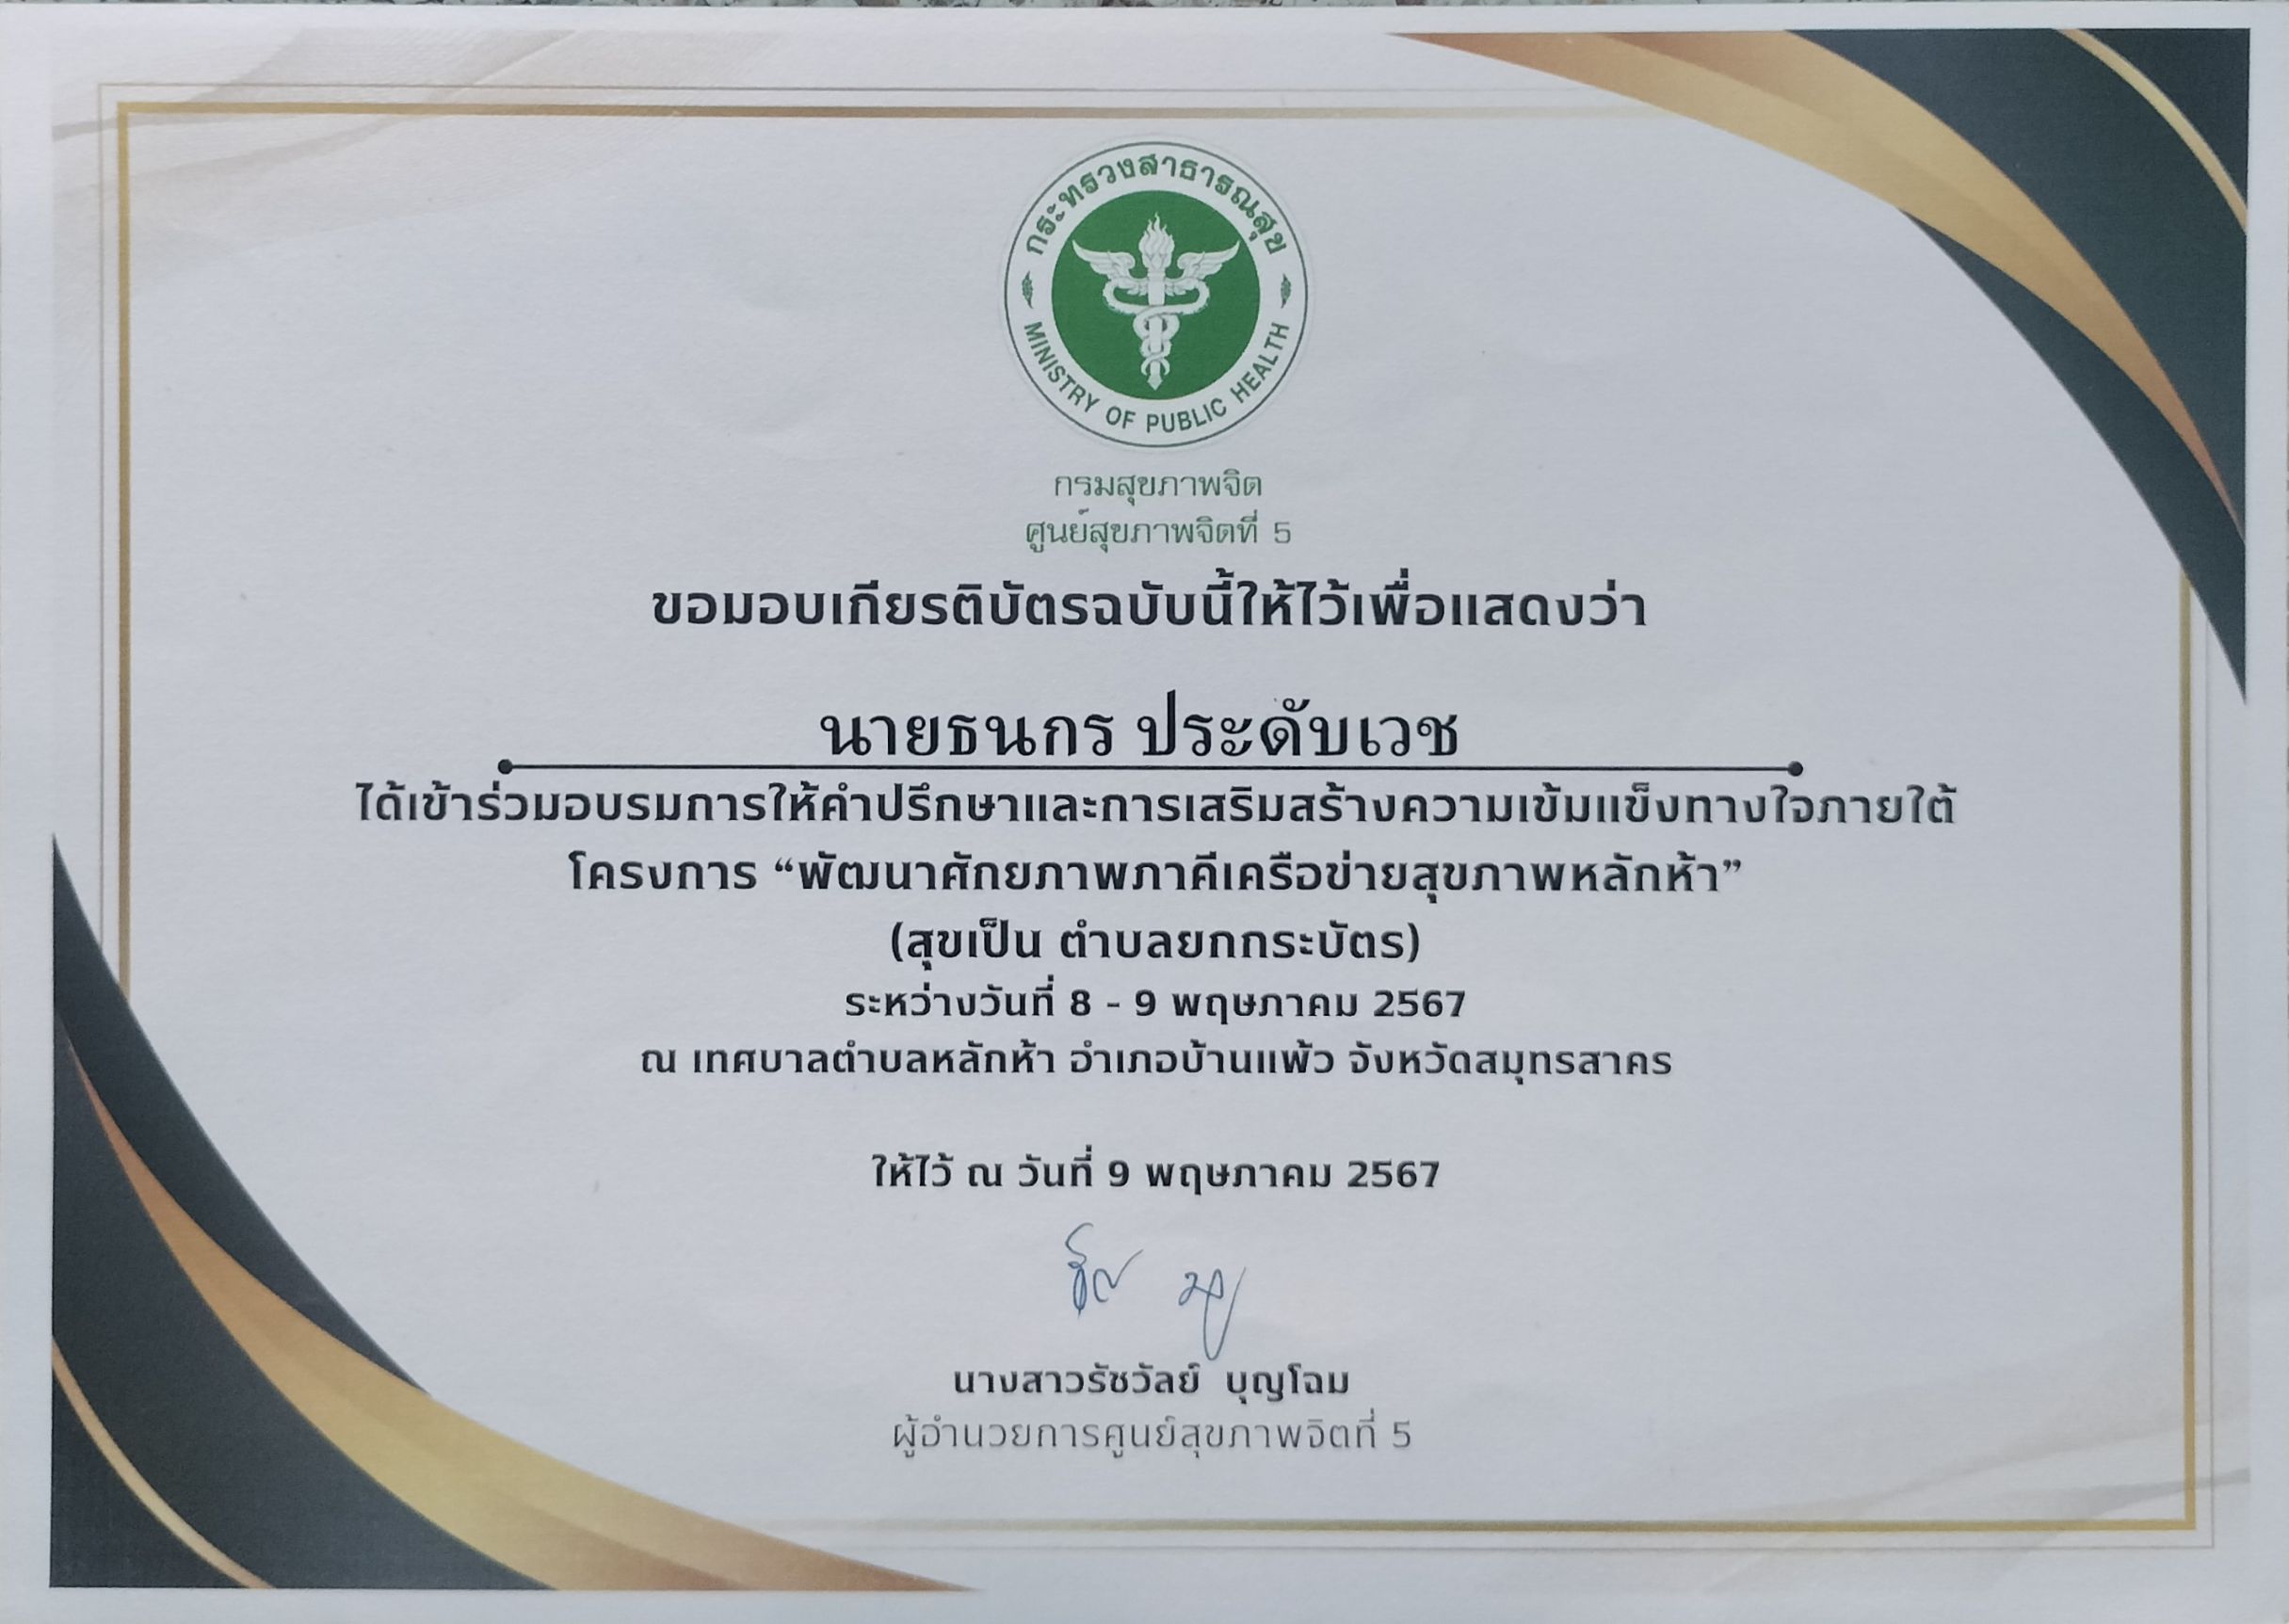 กระทรวงสาธารณสุข
MINISTRY OF PUBLIC HEALTH
กรมสุขภาพจิต
ศูนย์สุขภาพจิตที่ 5
ขอมอบเกียรติบัตรฉบับนี้ให้ไว้เพื่อแสดงว่า
นายธนกร ประดับเวช
ได้เข้าร่วมอบรมการให้คำปรึกษาและการเสริมสร้างความเข้มแข็งทางใจภายใต้
โครงการ “พัฒนาศักยภาพภาคีเครือข่ายสุขภาพหลักห้า”
(สุขเป็น ตำบลยกกระบัตร)
ระหว่างวันที่ 8 - 9 พฤษภาคม 2567
ณ เทศบาลตำบลหลักห้า อำเภอบ้านแพ้ว จังหวัดสมุทรสาคร
ให้ไว้ ณ วันที่ 9 พฤษภาคม 2567
นางสาวรัชวัลย์ บุญโฉม
ผู้อำนวยการศูนย์สุขภาพจิตที่ 5